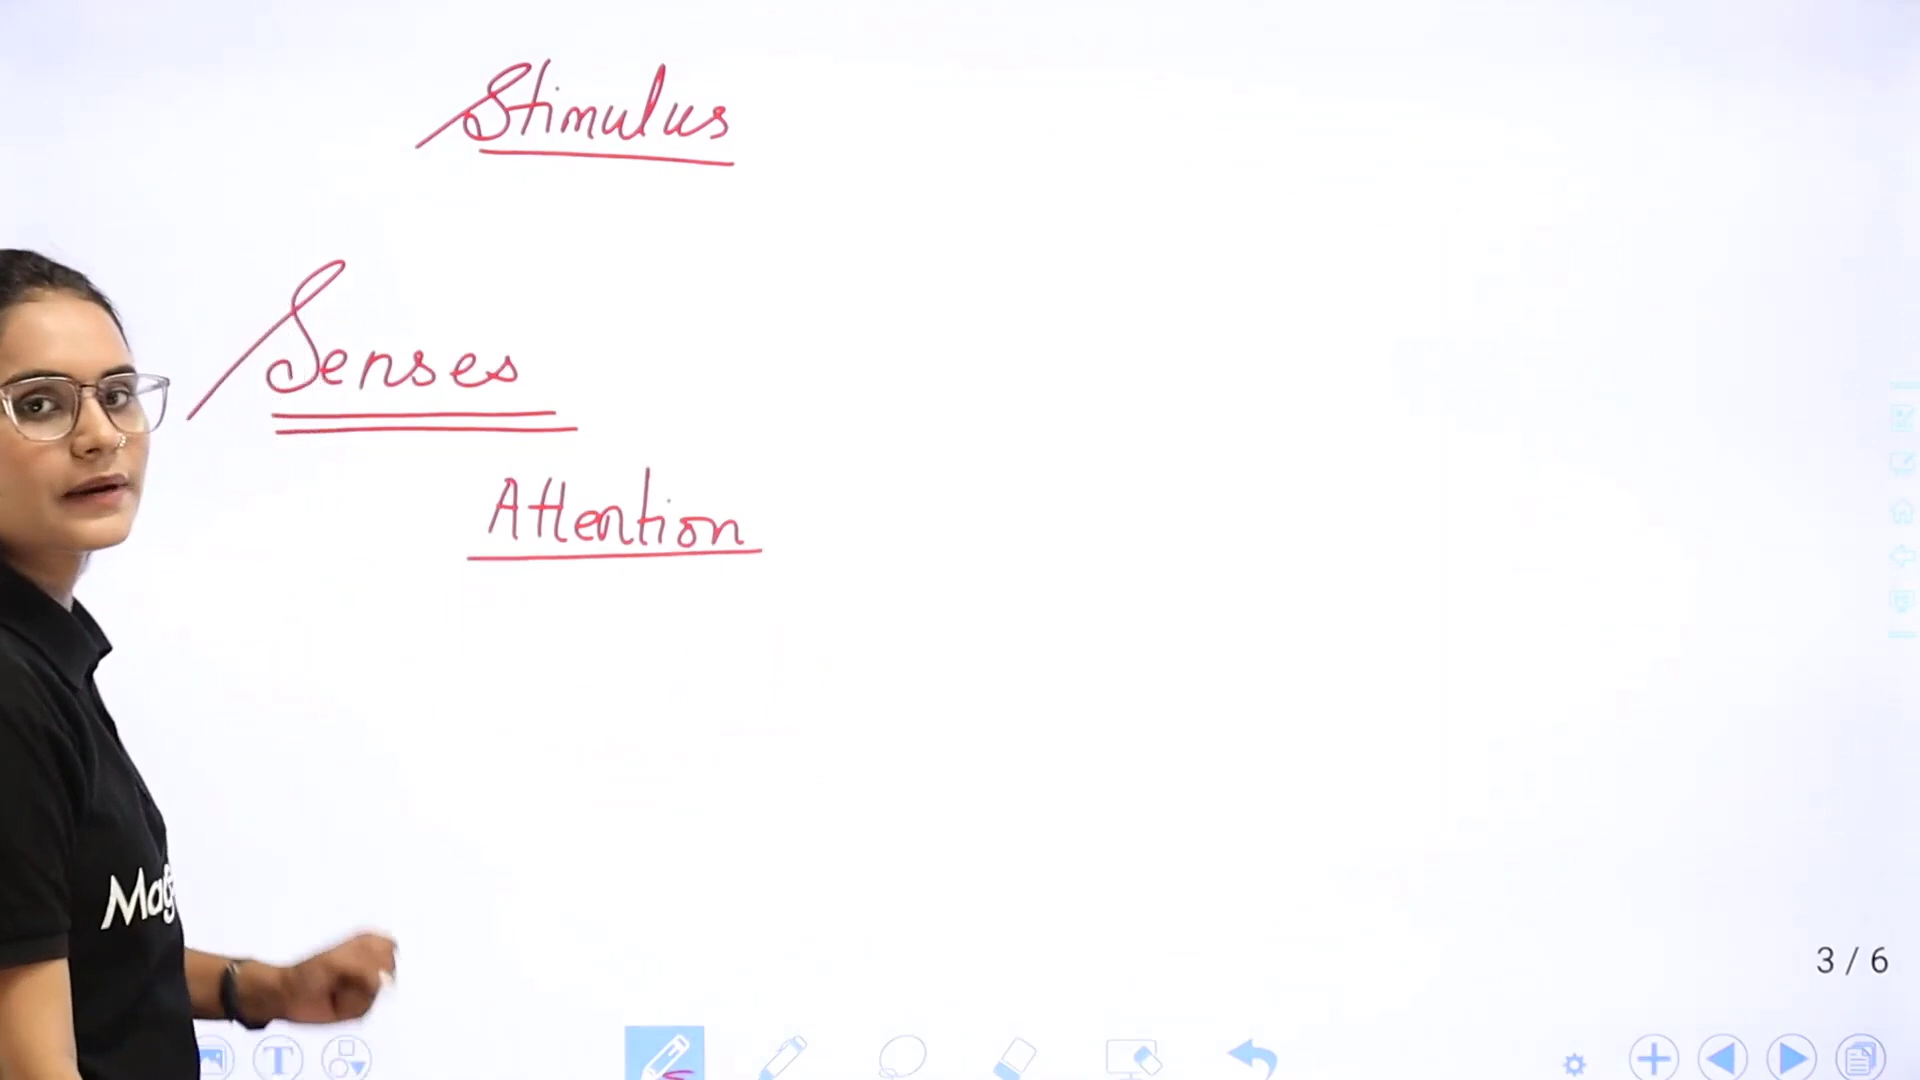 Stimulus
Senses
Attention
3 / 6
T